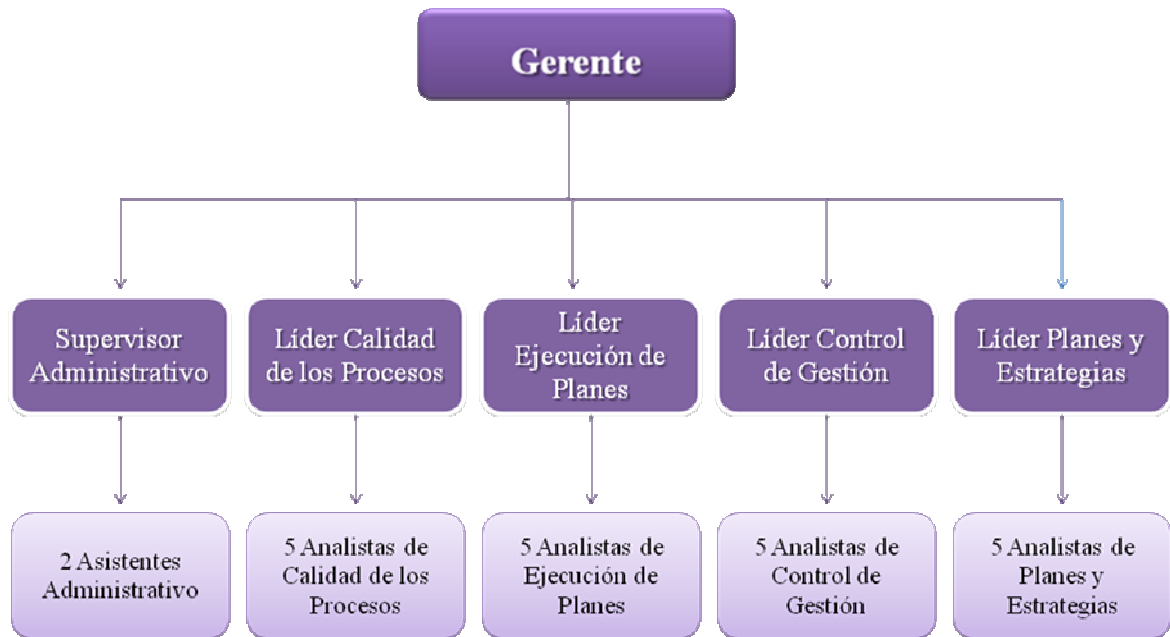 Gerente
Supervisor
Administrativo
Líder Calidad
de los Procesos
Líder
Ejecución de
Planes
Líder Control
de Gestión
Líder Planes y
Estrategias
2 Asistentes
Administrativo
5 Analistas de
Calidad de los
Procesos
5 Analistas de
Ejecución de
Planes
5 Analistas de
Control de
Gestión
5 Analistas de
Planes y
Estrategias